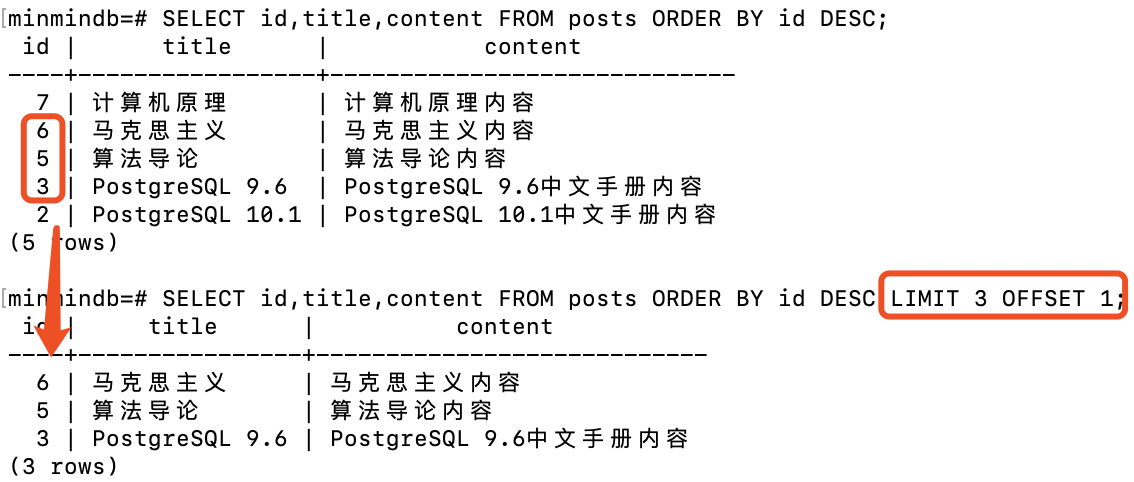 [minmindb=# SELECT id,title,content FROM posts ORDER BY id DESC;
 id |      title      |           content
----+-----------------+-----------------------------
  7 | 计算机原理      | 计算机原理内容
  6 | 马克思主义      | 马克思主义内容
  5 | 算法导论        | 算法导论内容
  3 | PostgreSQL 9.6  | PostgreSQL 9.6中文手册内容
  2 | PostgreSQL 10.1 | PostgreSQL 10.1中文手册内容
(5 rows)
[minmindb=# SELECT id,title,content FROM posts ORDER BY id DESC LIMIT 3 OFFSET 1;
 id |     title      |          content
----+----------------+----------------------------
  6 | 马克思主义     | 马克思主义内容
  5 | 算法导论       | 算法导论内容
  3 | PostgreSQL 9.6 | PostgreSQL 9.6中文手册内容
(3 rows)